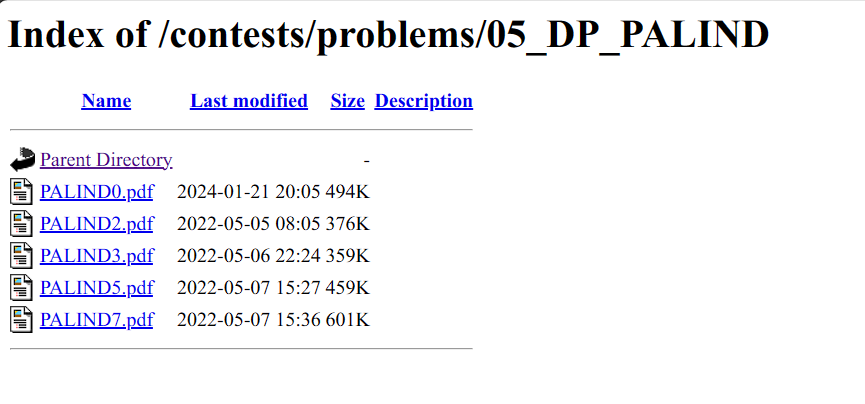 Index of /contests/problems/05_DP_PALIND
Name Last modified Size Description
Parent Directory -
PALIND0.pdf 2024-01-21 20:05 494K
PALIND2.pdf 2022-05-05 08:05 376K
PALIND3.pdf 2022-05-06 22:24 359K
PALIND5.pdf 2022-05-07 15:27 459K
PALIND7.pdf 2022-05-07 15:36 601K